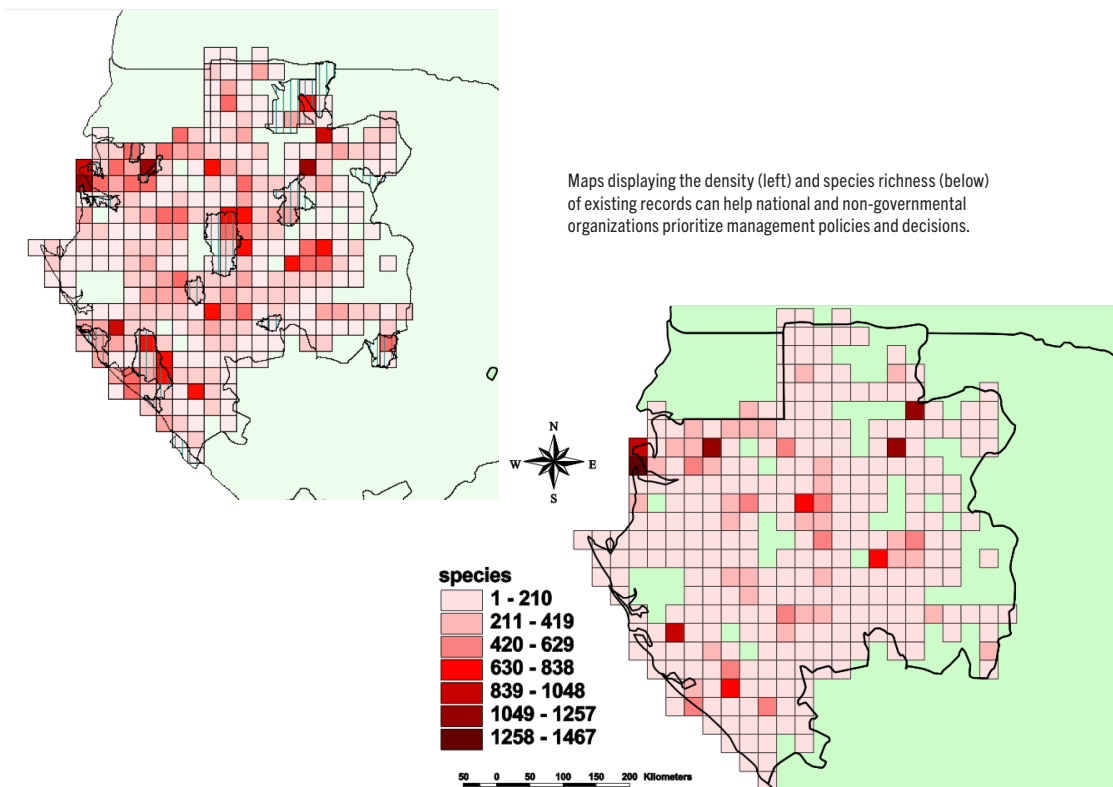 Maps displaying the density (left) and species richness (below)
of existing records can help national and non-governmental
organizations prioritize management policies and decisions.
N
W E
S
species
1 - 210
211 - 419
420 - 629
630 - 838
839 - 1048
1049 - 1257
1258 - 1467
50 0 50 100 150 200 Kilometers